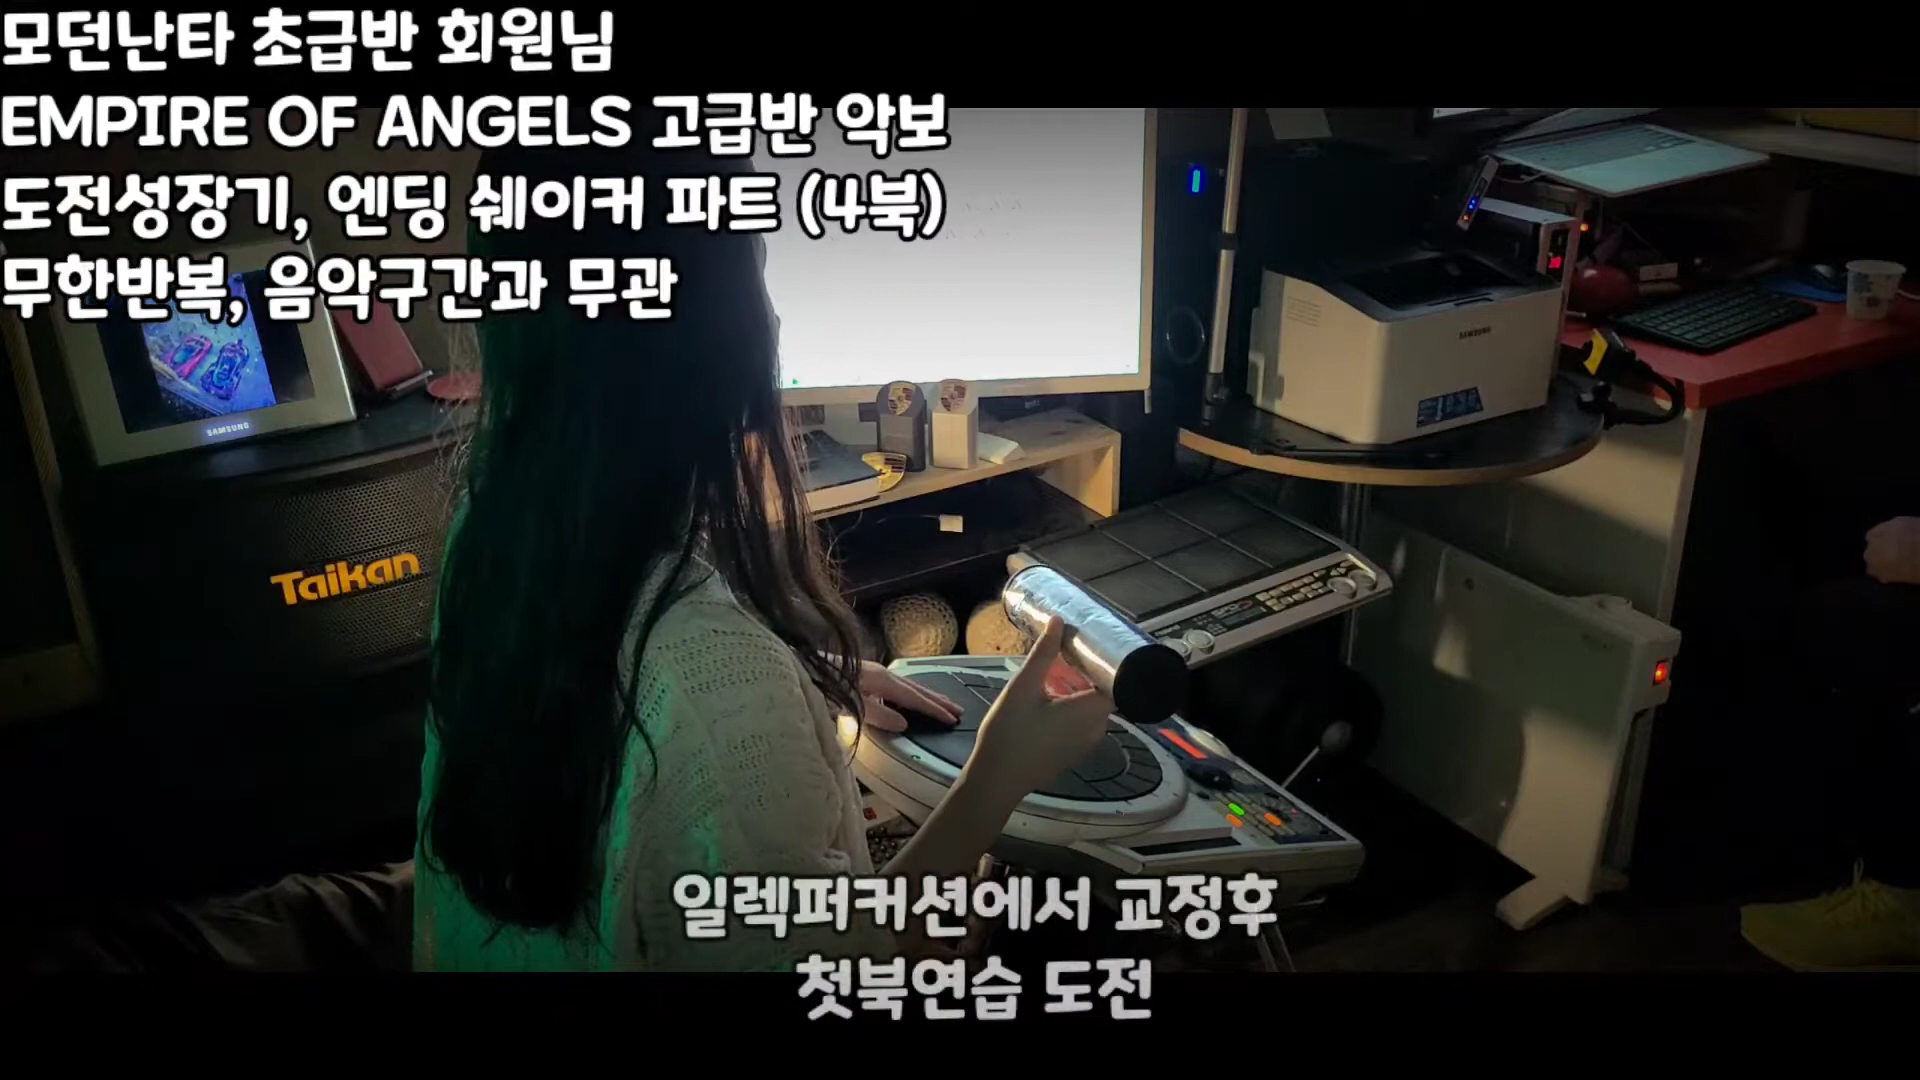 모던난타 초급반 회원님
EMPIRE OF ANGELS 고급반 악보
도전성장기, 엔딩 쉐이커 파트 (4북)
무한반복, 음악구간과 무관
SAMSUNG
SAMSUNG
Taikan
일렉퍼커션에서 교정후
첫북연습 도전